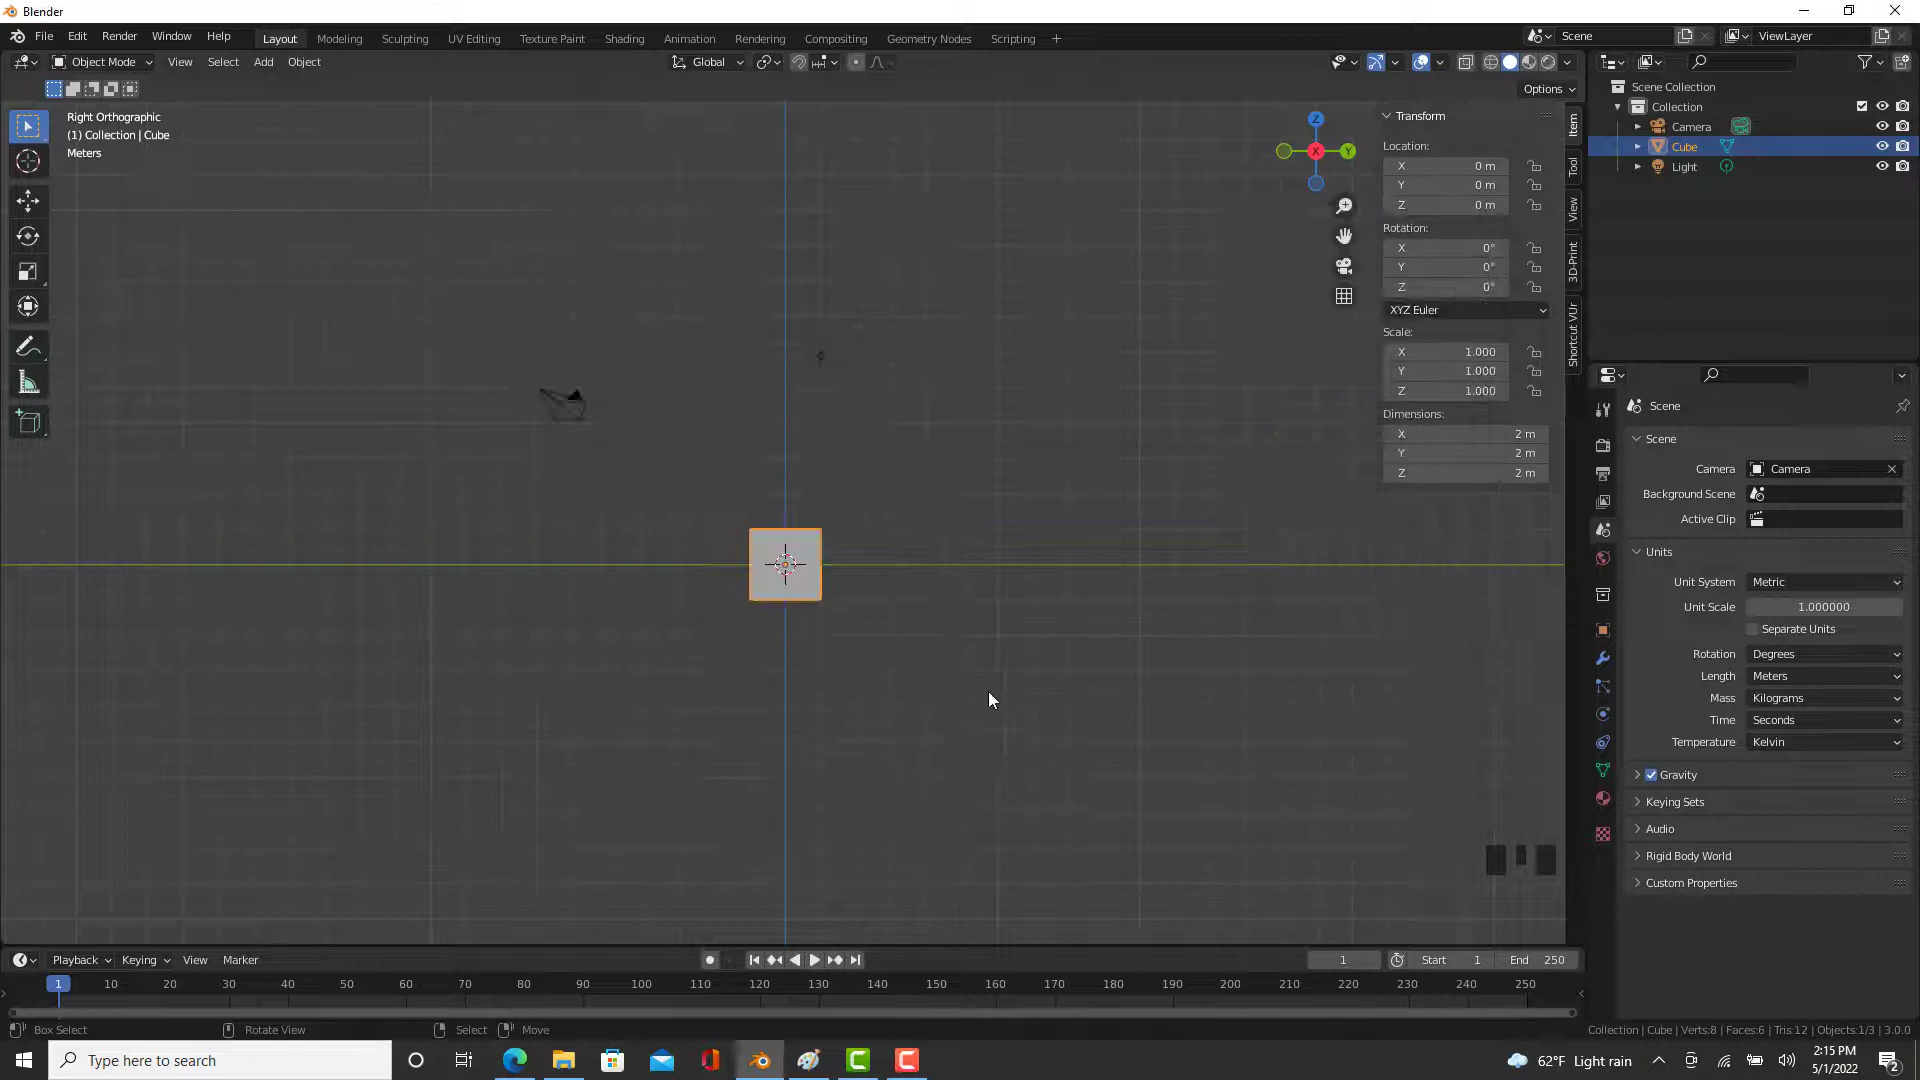 Blender
File Edit Render Window Help Layout Modeling Sculpting UV Editing Texture Paint Shading Animation Rendering Compositing Geometry Nodes Scripting + Scene ViewLayer
Object Mode View Select Add Object Global
Options
Right Orthographic
(1) Collection | Cube
Meters
Z
Y
X
Transform
Location:
X 0 m
Y 0 m
Z 0 m
Rotation:
X 0°
Y 0°
Z 0°
XYZ Euler
Scale:
X 1.000
Y 1.000
Z 1.000
Dimensions:
X 2 m
Y 2 m
Z 2 m
Item
Tool
View
3D-Print
Shortcut VUr
Scene Collection
Collection
Camera
Cube
Light
Scene
Scene
Camera Camera
Background Scene
Active Clip
Units
Unit System Metric
Unit Scale 1.000000
Separate Units
Rotation Degrees
Length Meters
Mass Kilograms
Time Seconds
Temperature Kelvin
Gravity
Keying Sets
Audio
Rigid Body World
Custom Properties
Playback Keying View Marker 1 Start 1 End 250
1 10 20 30 40 50 60 70 80 90 100 110 120 130 140 150 160 170 180 190 200 210 220 230 240 250
Box Select Rotate View Select Move Collection | Cube | Verts:8 | Faces:6 | Tris:12 | Objects:1/3 | 3.0.0
Type here to search 62°F Light rain 2:15 PM
5/1/2022
2